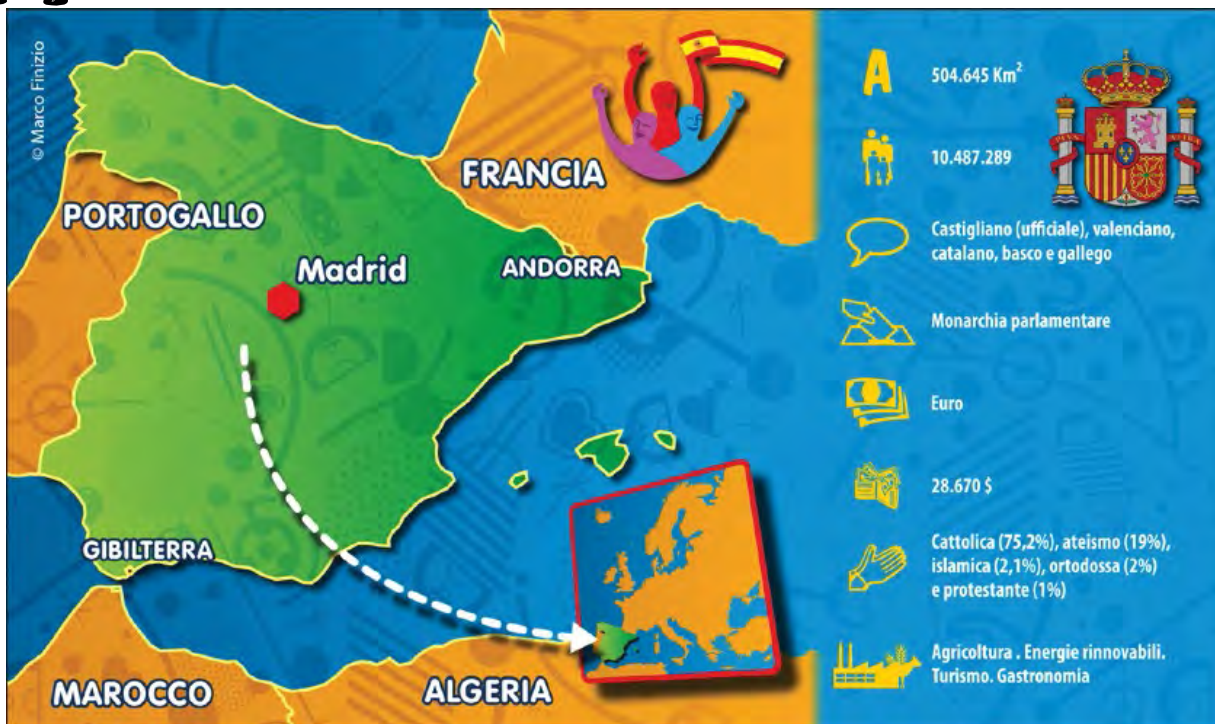 © Marco Finizio
FRANCIA
PORTOGALLO
Madrid
ANDORRA
GIBILTERRA
MAROCCO
ALGERIA
A
504.645 Km²
10.487.289
Castigliano (ufficiale), valenciano,
catalano, basco e gallego
Monarchia parlamentare
Euro
28.670 $
Cattolica (75,2%), ateismo (19%),
islamica (2,1%), ortodossa (2%)
e protestante (1%)
Agricoltura . Energie rinnovabili.
Turismo. Gastronomia